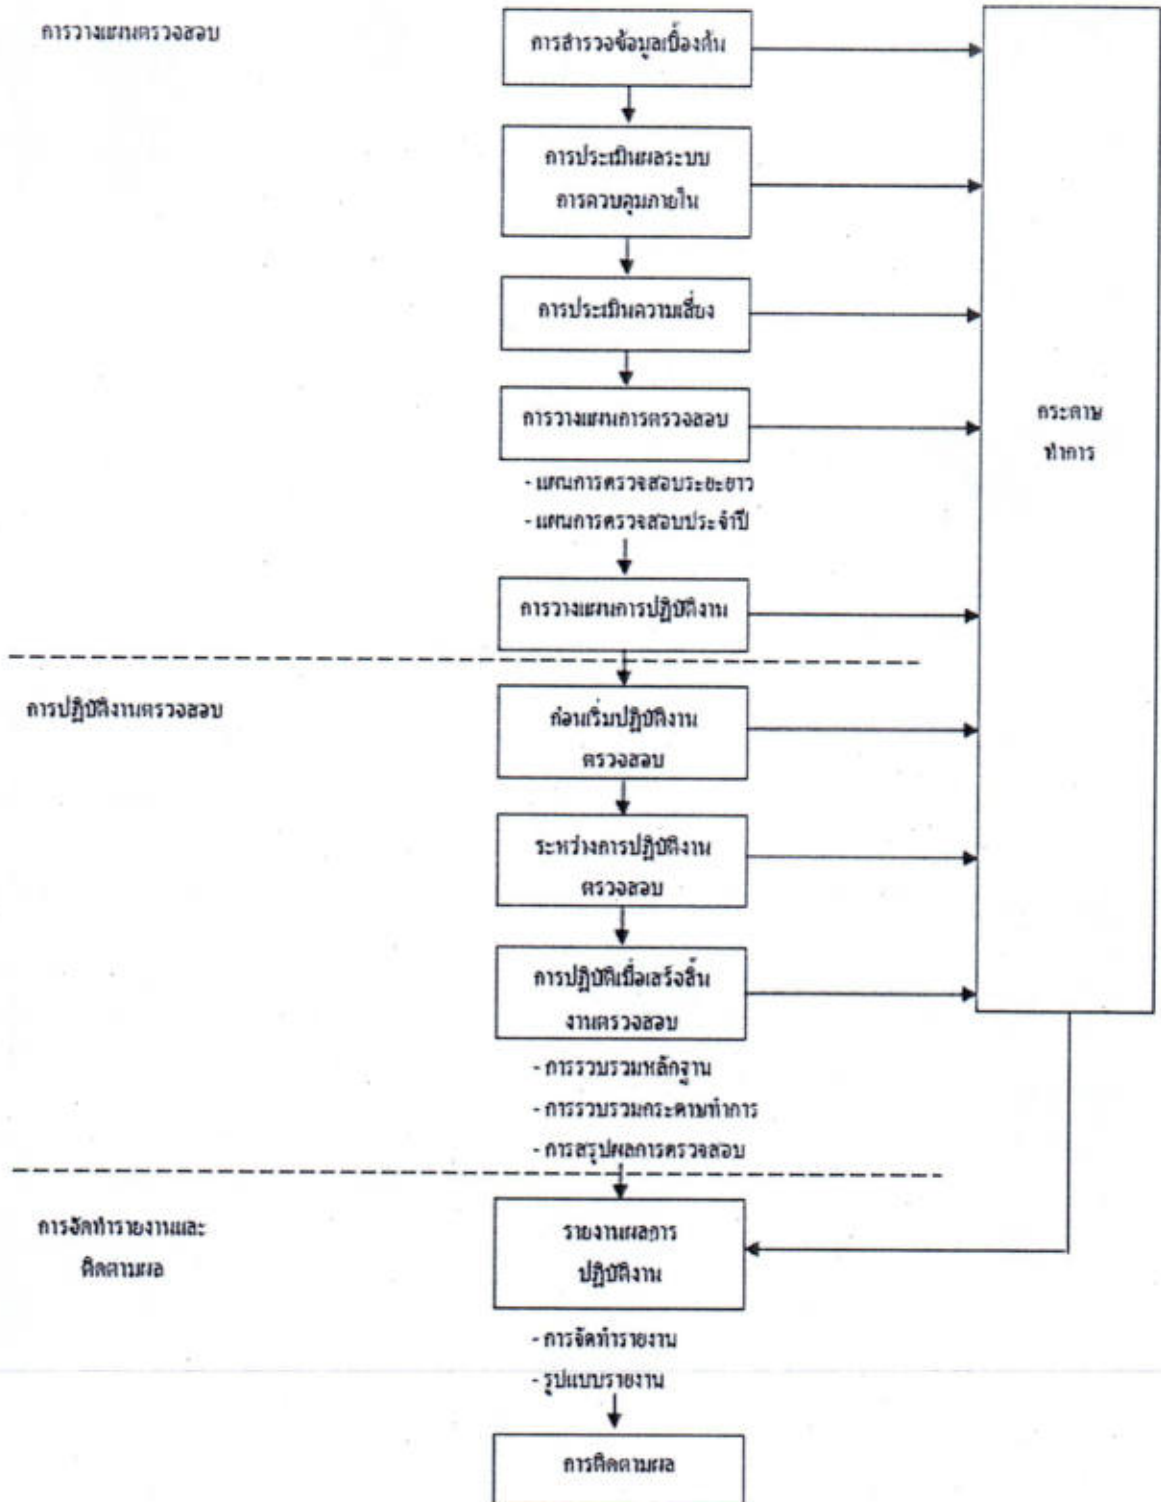 การวางแผนตรวจสอบ
การสำรวจข้อมูลเบื้องต้น
การประเมินผลระบบ
การควบคุมภายใน
การประเมินความเสี่ยง
การวางแผนการตรวจสอบ
- แผนการตรวจสอบระยะยาว
- แผนการตรวจสอบประจำปี
การวางแผนการปฏิบัติงาน
กระดาษ
ทำการ
การปฏิบัติงานตรวจสอบ
ก่อนเริ่มปฏิบัติงาน
ตรวจสอบ
ระหว่างการปฏิบัติงาน
ตรวจสอบ
การปฏิบัติเมื่อเสร็จสิ้น
งานตรวจสอบ
- การรวบรวมหลักฐาน
- การรวบรวมกระดาษทำการ
- การสรุปผลการตรวจสอบ
การจัดทำรายงานและ
ติดตามผล
รายงานผลการ
ปฏิบัติงาน
- การจัดทำรายงาน
- รูปแบบรายงาน
การติดตามผล